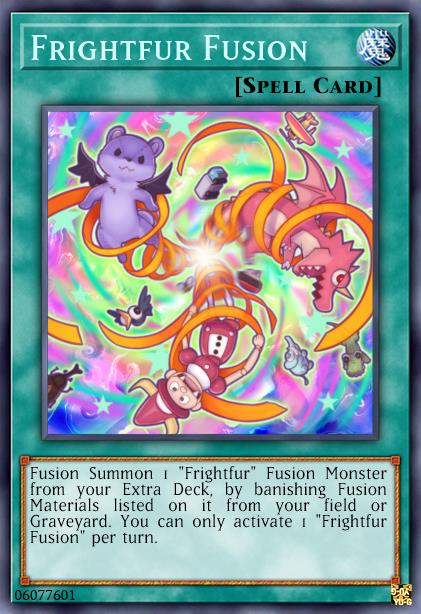 Frightfur Fusion
魔
[Spell Card]
Fusion Summon 1 "Frightfur" Fusion Monster
from your Extra Deck, by banishing Fusion
Materials listed on it from your field or
Graveyard. You can only activate 1 "Frightfur
Fusion" per turn.
06077601